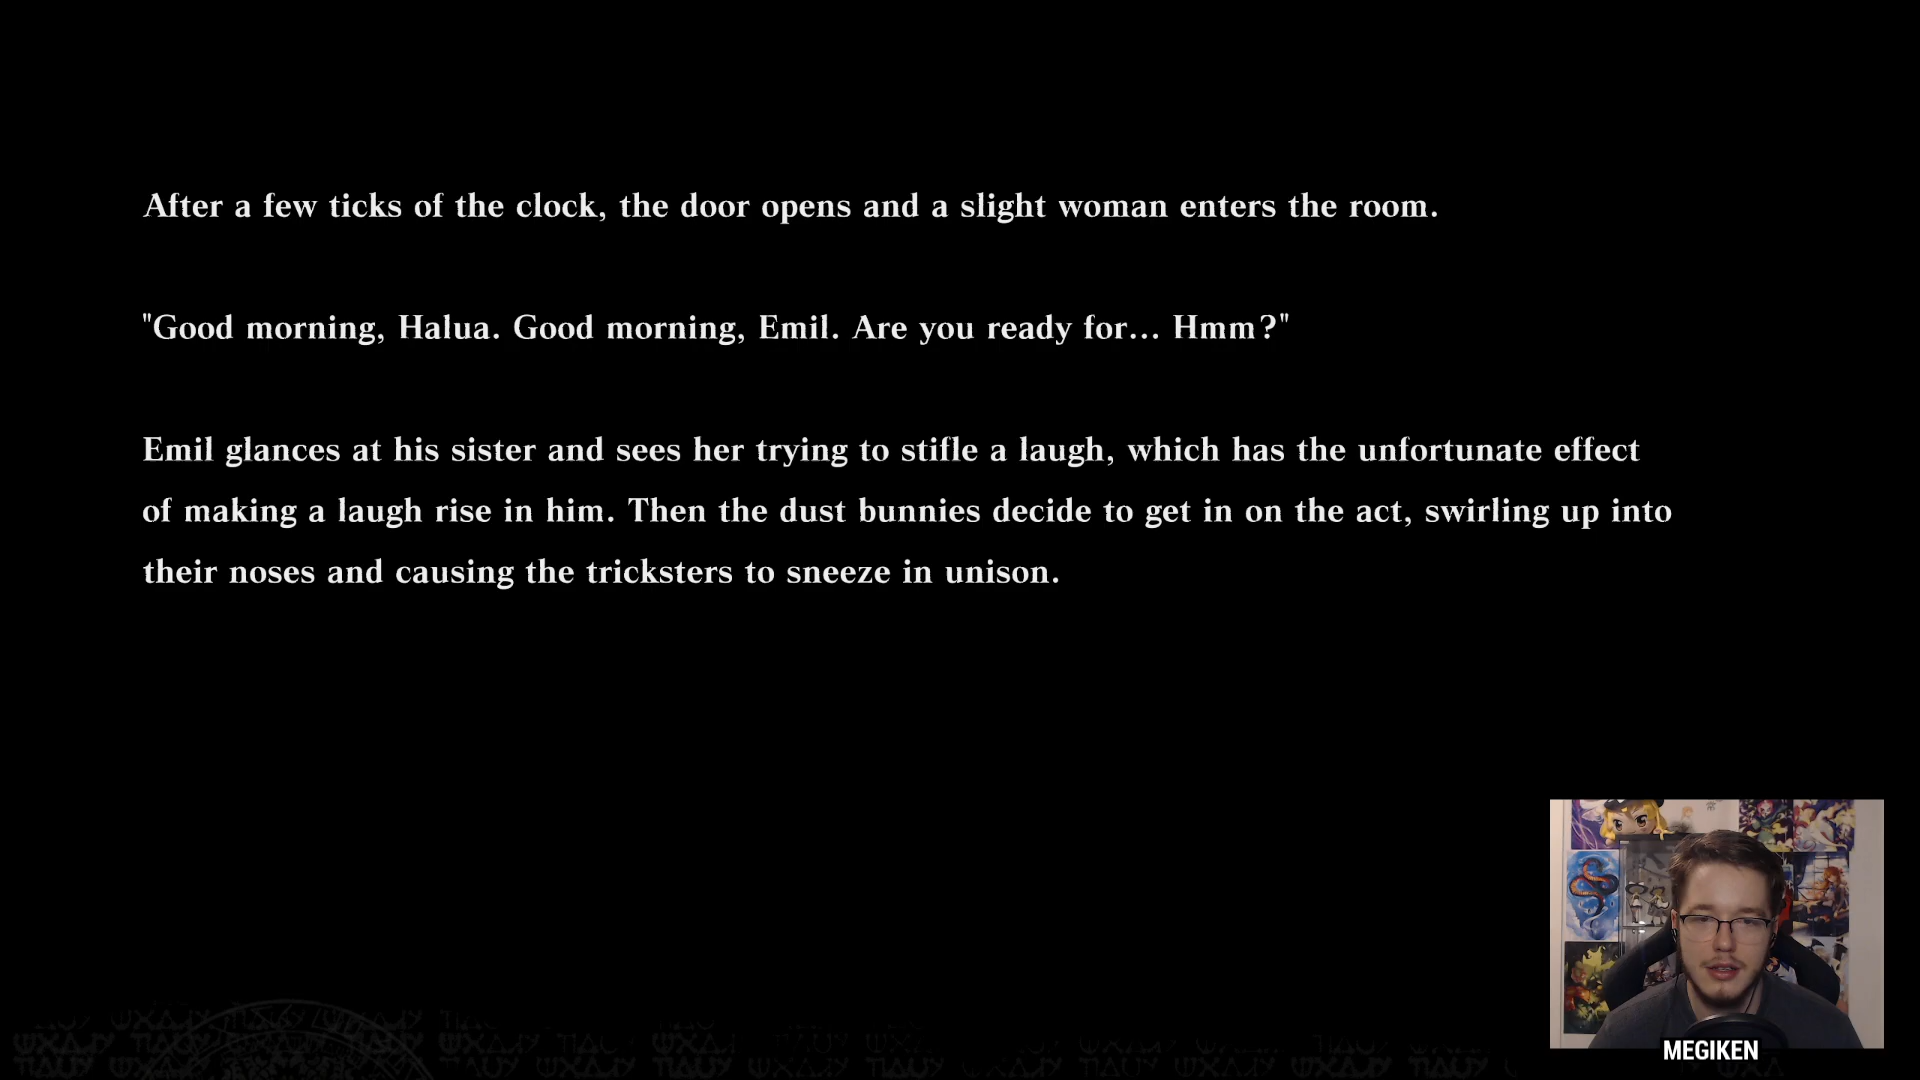 After a few ticks of the clock, the door opens and a slight woman enters the room.
"Good morning, Halua. Good morning, Emil. Are you ready for... Hmm?"
Emil glances at his sister and sees her trying to stifle a laugh, which has the unfortunate effect
of making a laugh rise in him. Then the dust bunnies decide to get in on the act, swirling up into
their noses and causing the tricksters to sneeze in unison.
MEGIKEN